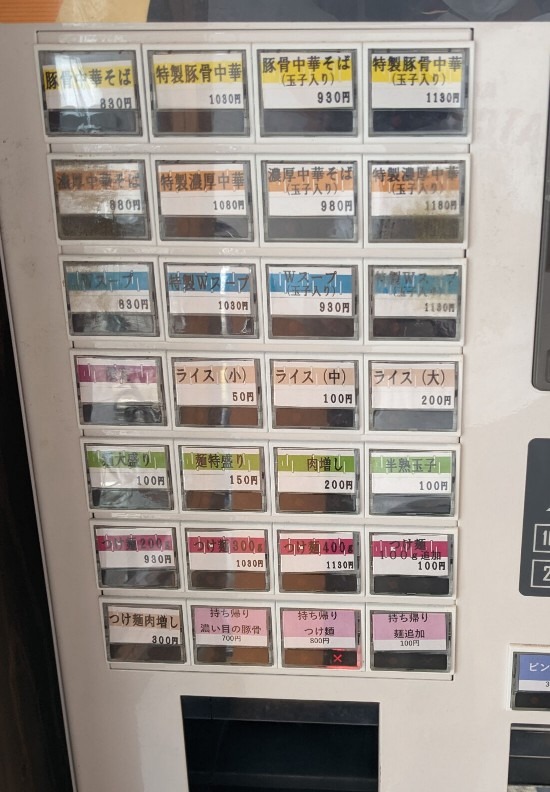 豚骨中華そば
830円
特製豚骨中華
1030円
豚骨中華そば
(玉子入り)
930円
特製豚骨中華
(玉子入り)
1130円
濃厚中華そば
880円
特製濃厚中華
1080円
濃厚中華そば
(玉子入り)
980円
特製濃厚中華
(玉子入り)
1180円
Wスープ
830円
特製Wスープ
1030円
Wスープ
(玉子入り)
930円
特製Wスープ
(玉子入り)
1130円
ライス(小)
50円
ライス(中)
100円
ライス(大)
200円
大盛り
100円
麺特盛り
150円
肉増し
200円
半熟玉子
100円
つけ麺200g
930円
つけ麺300g
1030円
つけ麺400g
1130円
つけ麺
100g追加
100円
つけ麺肉増し
300円
持ち帰り
濃い目の豚骨
700円
持ち帰り
つけ麺
800円
×
持ち帰り
麺追加
100円